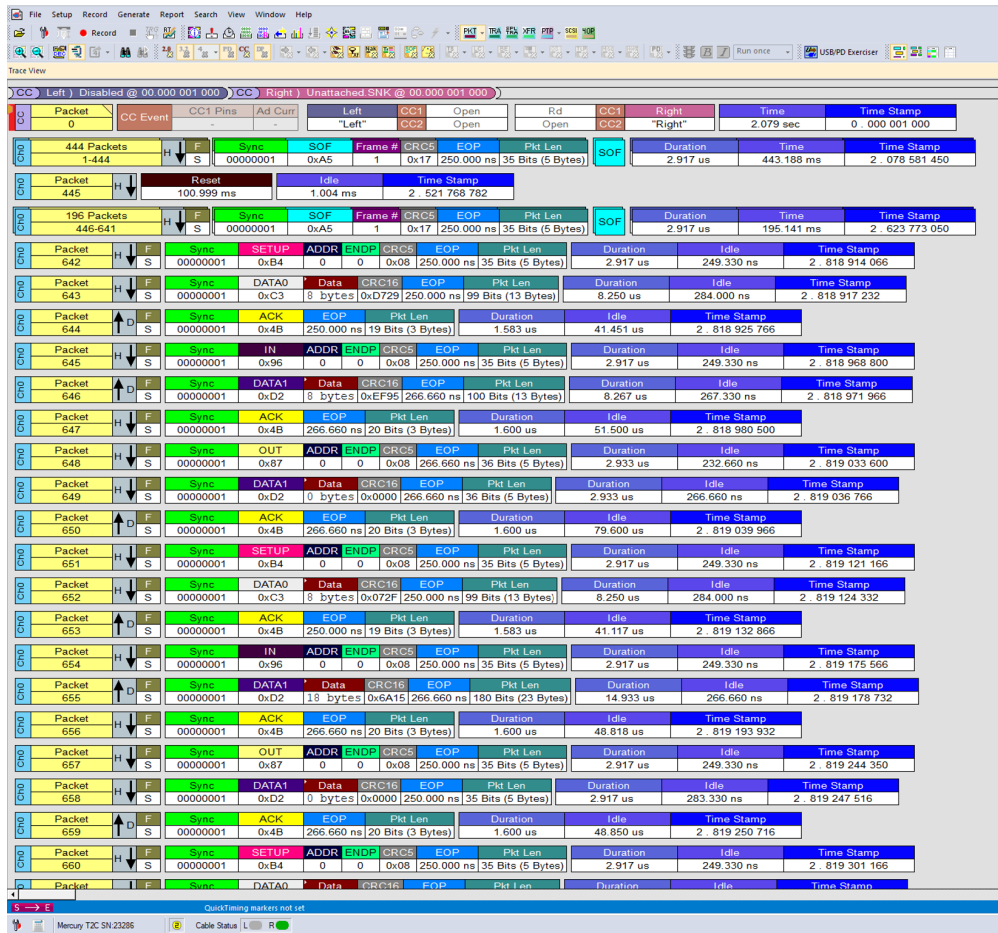 File Setup Record Generate Report Search View Window Help
Record PKT TRA XFR PTP SCSI
Run once USB/PD Exerciser
Trace View
CC Left ) Disabled @ 00.000 001 000 CC Right ) Unattached.SNK @ 00.000 001 000
CC Packet CC Event CC1 Pins Ad Curr Left CC1 Open Rd CC1 Right Time Time Stamp
0 - - "Left" CC2 Open Open CC2 "Right" 2.079 sec 0 . 000 001 000
Ch0 444 Packets H F Sync SOF Frame # CRC5 EOP Pkt Len SOF Duration Time Time Stamp
1-444 S 00000001 0xA5 1 0x17 250.000 ns 35 Bits (5 Bytes) 2.917 us 443.188 ms 2 . 078 581 450
Ch0 Packet H Reset Idle Time Stamp
445 100.999 ms 1.004 ms 2 . 521 768 782
Ch0 196 Packets H F Sync SOF Frame # CRC5 EOP Pkt Len SOF Duration Time Time Stamp
446-641 S 00000001 0xA5 1 0x17 250.000 ns 35 Bits (5 Bytes) 2.917 us 195.141 ms 2 . 623 773 050
Ch0 Packet H F Sync SETUP ADDR ENDP CRC5 EOP Pkt Len Duration Idle Time Stamp
642 S 00000001 0xB4 0 0 0x08 250.000 ns 35 Bits (5 Bytes) 2.917 us 249.330 ns 2 . 818 914 066
Ch0 Packet H F Sync DATA0 Data CRC16 EOP Pkt Len Duration Idle Time Stamp
643 S 00000001 0xC3 8 bytes 0xD729 250.000 ns 99 Bits (13 Bytes) 8.250 us 284.000 ns 2 . 818 917 232
Ch0 Packet D F Sync ACK EOP Pkt Len Duration Idle Time Stamp
644 S 00000001 0x4B 250.000 ns 19 Bits (3 Bytes) 1.583 us 41.451 us 2 . 818 925 766
Ch0 Packet H F Sync IN ADDR ENDP CRC5 EOP Pkt Len Duration Idle Time Stamp
645 S 00000001 0x96 0 0 0x08 250.000 ns 35 Bits (5 Bytes) 2.917 us 249.330 ns 2 . 818 968 800
Ch0 Packet D F Sync DATA1 Data CRC16 EOP Pkt Len Duration Idle Time Stamp
646 S 00000001 0xD2 8 bytes 0xEF95 266.660 ns 100 Bits (13 Bytes) 8.267 us 267.330 ns 2 . 818 971 966
Ch0 Packet H F Sync ACK EOP Pkt Len Duration Idle Time Stamp
647 S 00000001 0x4B 266.660 ns 20 Bits (3 Bytes) 1.600 us 51.500 us 2 . 818 980 500
Ch0 Packet H F Sync OUT ADDR ENDP CRC5 EOP Pkt Len Duration Idle Time Stamp
648 S 00000001 0x87 0 0 0x08 266.660 ns 36 Bits (5 Bytes) 2.933 us 232.660 ns 2 . 819 033 600
Ch0 Packet H F Sync DATA1 Data CRC16 EOP Pkt Len Duration Idle Time Stamp
649 S 00000001 0xD2 0 bytes 0x0000 266.660 ns 36 Bits (5 Bytes) 2.933 us 266.660 ns 2 . 819 036 766
Ch0 Packet D F Sync ACK EOP Pkt Len Duration Idle Time Stamp
650 S 00000001 0x4B 266.660 ns 20 Bits (3 Bytes) 1.600 us 79.600 us 2 . 819 039 966
Ch0 Packet H F Sync SETUP ADDR ENDP CRC5 EOP Pkt Len Duration Idle Time Stamp
651 S 00000001 0xB4 0 0 0x08 250.000 ns 35 Bits (5 Bytes) 2.917 us 249.330 ns 2 . 819 121 166
Ch0 Packet H F Sync DATA0 Data CRC16 EOP Pkt Len Duration Idle Time Stamp
652 S 00000001 0xC3 8 bytes 0x072F 250.000 ns 99 Bits (13 Bytes) 8.250 us 284.000 ns 2 . 819 124 332
Ch0 Packet D F Sync ACK EOP Pkt Len Duration Idle Time Stamp
653 S 00000001 0x4B 250.000 ns 19 Bits (3 Bytes) 1.583 us 41.117 us 2 . 819 132 866
Ch0 Packet H F Sync IN ADDR ENDP CRC5 EOP Pkt Len Duration Idle Time Stamp
654 S 00000001 0x96 0 0 0x08 250.000 ns 35 Bits (5 Bytes) 2.917 us 249.330 ns 2 . 819 175 566
Ch0 Packet D F Sync DATA1 Data CRC16 EOP Pkt Len Duration Idle Time Stamp
655 S 00000001 0xD2 18 bytes 0x6A15 266.660 ns 180 Bits (23 Bytes) 14.933 us 266.660 ns 2 . 819 178 732
Ch0 Packet H F Sync ACK EOP Pkt Len Duration Idle Time Stamp
656 S 00000001 0x4B 266.660 ns 20 Bits (3 Bytes) 1.600 us 48.818 us 2 . 819 193 932
Ch0 Packet H F Sync OUT ADDR ENDP CRC5 EOP Pkt Len Duration Idle Time Stamp
657 S 00000001 0x87 0 0 0x08 250.000 ns 35 Bits (5 Bytes) 2.917 us 249.330 ns 2 . 819 244 350
Ch0 Packet H F Sync DATA1 Data CRC16 EOP Pkt Len Duration Idle Time Stamp
658 S 00000001 0xD2 0 bytes 0x0000 250.000 ns 35 Bits (5 Bytes) 2.917 us 283.330 ns 2 . 819 247 516
Ch0 Packet D F Sync ACK EOP Pkt Len Duration Idle Time Stamp
659 S 00000001 0x4B 266.660 ns 20 Bits (3 Bytes) 1.600 us 48.850 us 2 . 819 250 716
Ch0 Packet H F Sync SETUP ADDR ENDP CRC5 EOP Pkt Len Duration Idle Time Stamp
660 S 00000001 0xB4 0 0 0x08 250.000 ns 35 Bits (5 Bytes) 2.917 us 249.330 ns 2 . 819 301 166
Packet H F Sync DATA0 Data CRC16 EOP Pkt Len Duration Idle Time Stamp
S → E QuickTiming markers not set
Mercury T2C SN:23286 Cable Status L R